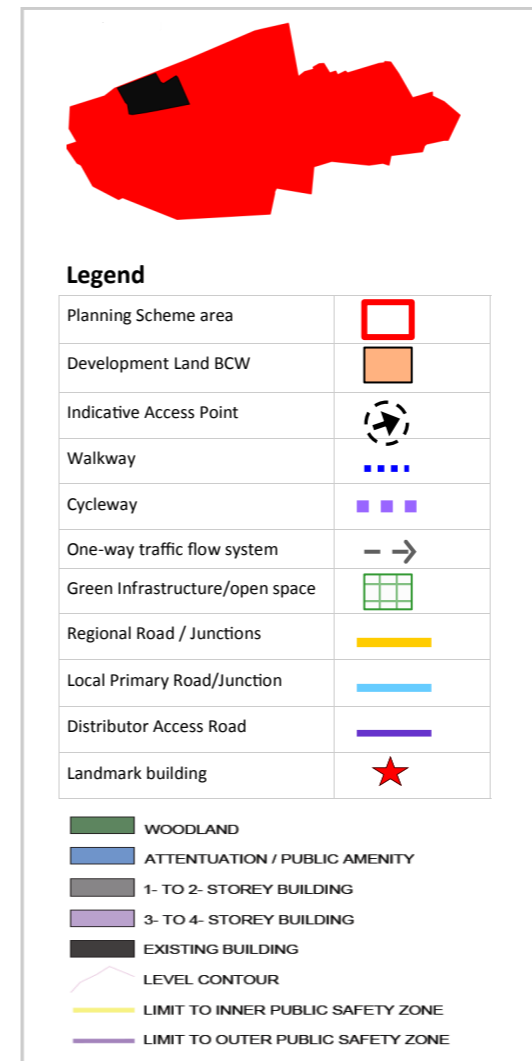 Legend
Planning Scheme area
Development Land BCW
Indicative Access Point
Walkway
Cycleway
One-way traffic flow system
Green Infrastructure/open space
Regional Road / Junctions
Local Primary Road/Junction
Distributor Access Road
Landmark building
WOODLAND
ATTENTUATION / PUBLIC AMENITY
1- TO 2- STOREY BUILDING
3- TO 4- STOREY BUILDING
EXISTING BUILDING
LEVEL CONTOUR
LIMIT TO INNER PUBLIC SAFETY ZONE
LIMIT TO OUTER PUBLIC SAFETY ZONE